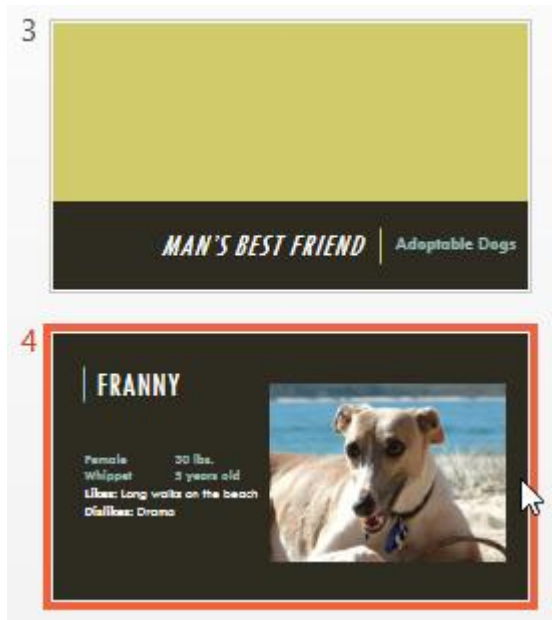 3
MAN'S BEST FRIEND
Adoptable Dogs
4
FRANNY
Female 30 lbs.
Whippet 3 years old
Likes: Long walks on the beach
Dislikes: Drama